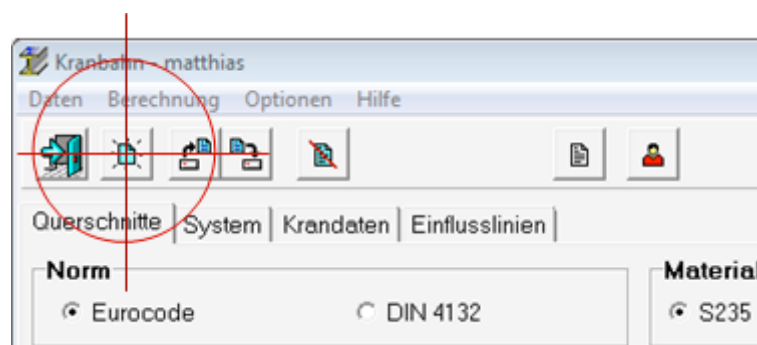 Kranbahn - matthias
Daten Berechnung Optionen Hilfe
Querschnitte System Krandaten Einflusslinien
Norm Material
Eurocode DIN 4132 S235